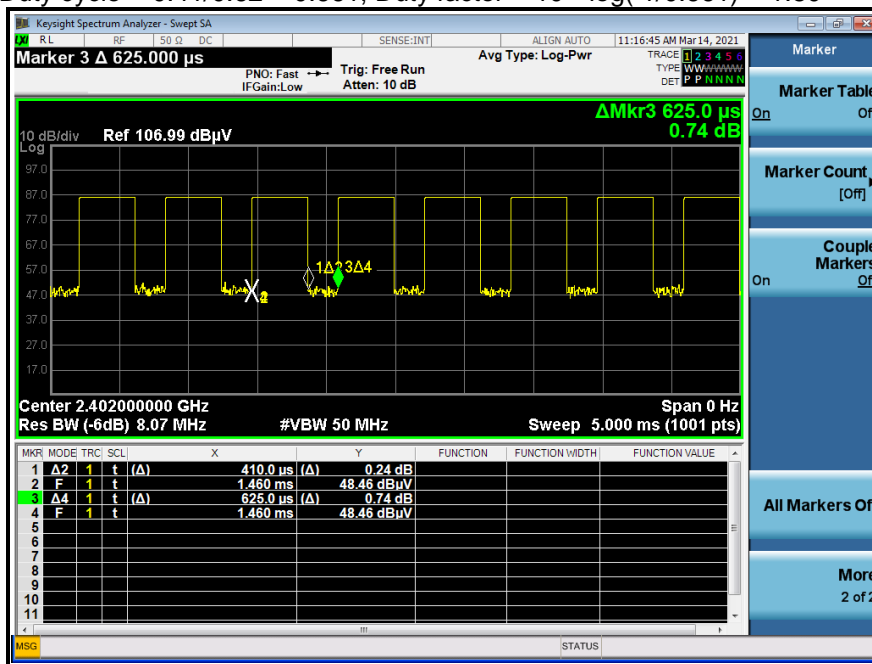 Keysight Spectrum Analyzer - Swept SA
LXI RL RF 50 Ω DC SENSE:INT ALIGN AUTO 11:16:45 AM Mar 14, 2021
Marker 3 Δ 625.000 µs
PNO: Fast
IFGain:Low
Trig: Free Run
Atten: 10 dB
Avg Type: Log-Pwr
TRACE 1 2 3 4 5 6
TYPE WWWWWW
DET P P N N N N
ΔMkr3 625.0 µs
0.74 dB
10 dB/div Ref 106.99 dBµV
Log
97.0
87.0
77.0
67.0
57.0
47.0
37.0
27.0
17.0
1Δ2 3Δ4
Center 2.402000000 GHz Span 0 Hz
Res BW (-6dB) 8.07 MHz #VBW 50 MHz Sweep 5.000 ms (1001 pts)
MKR MODE TRC SCL X Y FUNCTION FUNCTION WIDTH FUNCTION VALUE
1 Δ2 1 t (Δ) 410.0 µs (Δ) 0.24 dB
2 F 1 t 1.460 ms 48.46 dBµV
3 Δ4 1 t (Δ) 625.0 µs (Δ) 0.74 dB
4 F 1 t 1.460 ms 48.46 dBµV
5
6
7
8
9
10
11
MSG STATUS
Marker
Marker Table
On Of
Marker Count
[Off]
Couple
Markers
On Of
All Markers Of
More
2 of 2